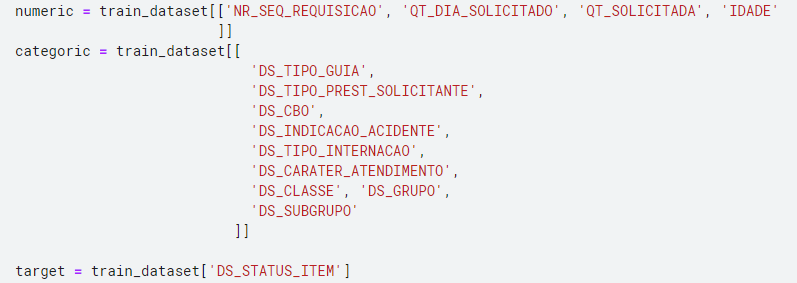 numeric = train_dataset[['NR_SEQ_REQUISICAO', 'QT_DIA_SOLICITADO', 'QT_SOLICITADA', 'IDADE'
]]
categoric = train_dataset[[
'DS_TIPO_GUIA',
'DS_TIPO_PREST_SOLICITANTE',
'DS_CBO',
'DS_INDICACAO_ACIDENTE',
'DS_TIPO_INTERNACAO',
'DS_CARATER_ATENDIMENTO',
'DS_CLASSE', 'DS_GRUPO',
'DS_SUBGRUPO'
]]
target = train_dataset['DS_STATUS_ITEM']